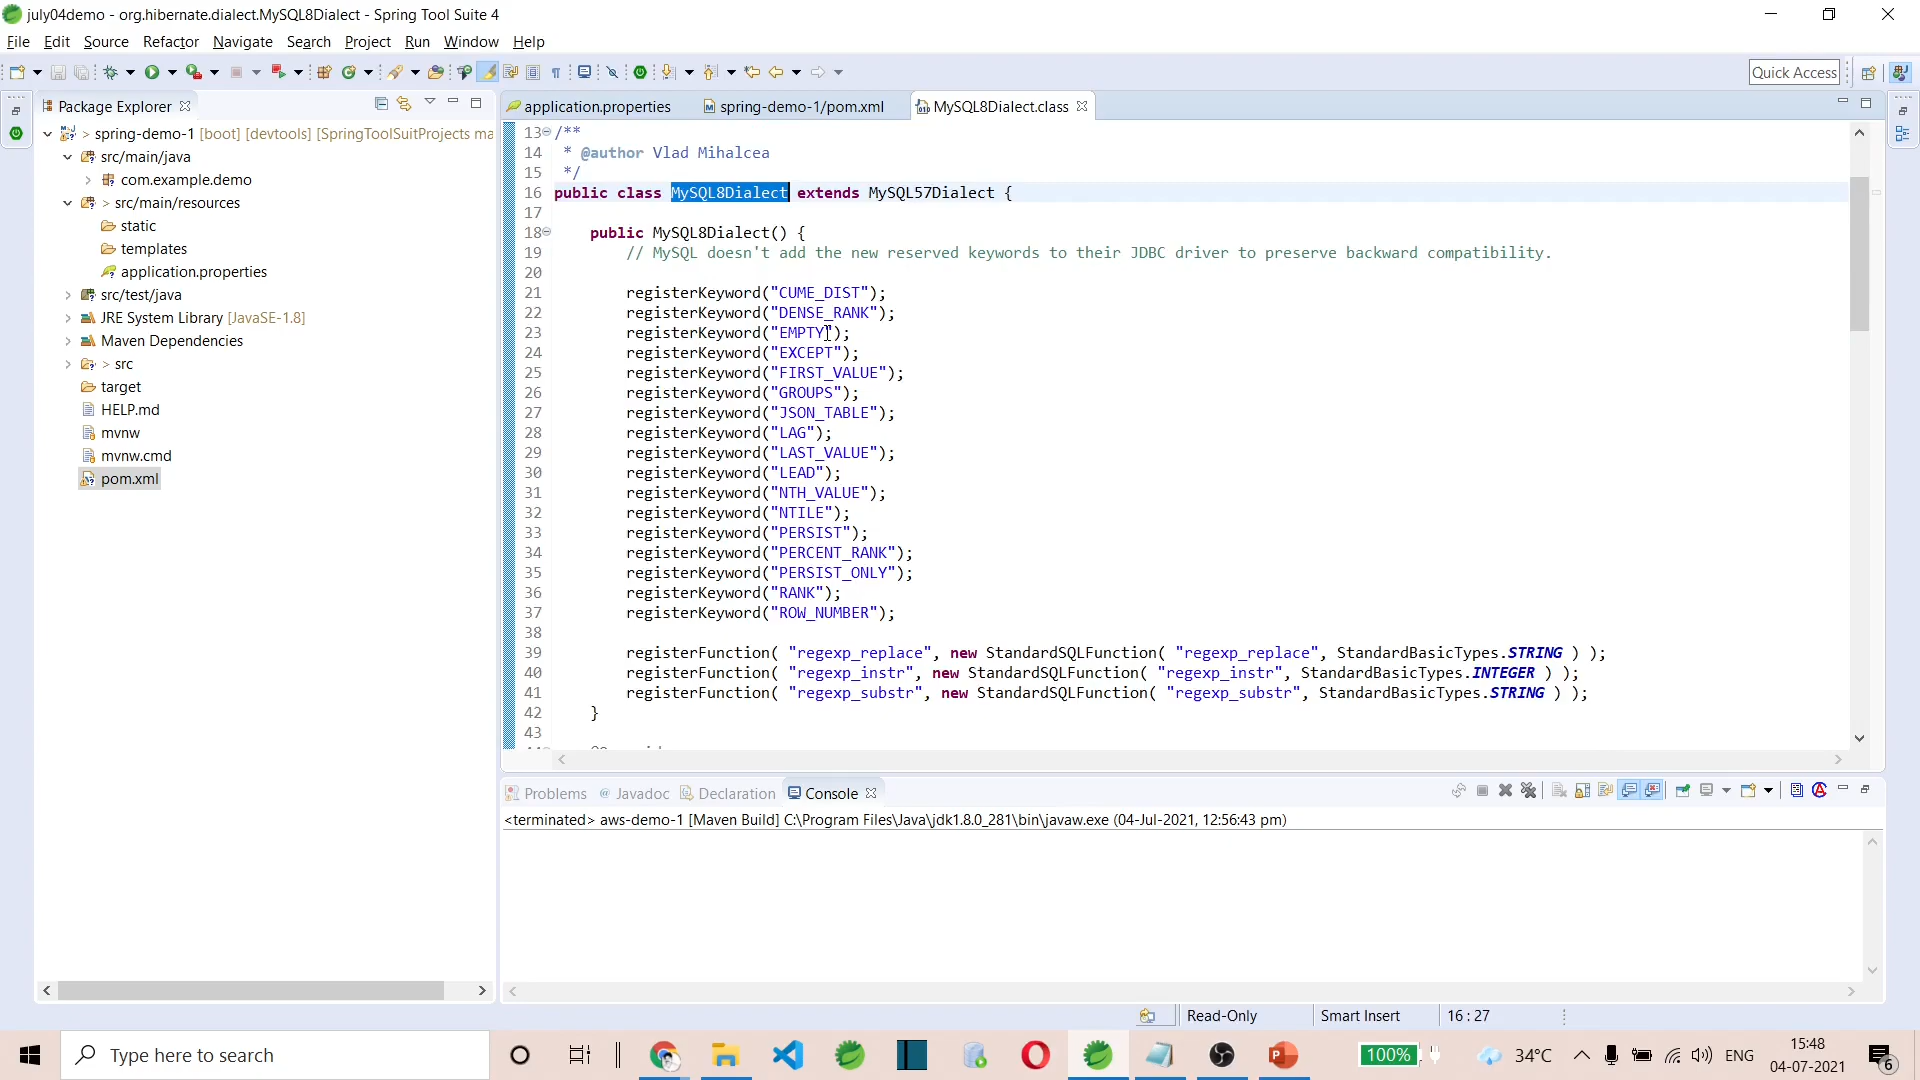 july04demo - org.hibernate.dialect.MySQL8Dialect - Spring Tool Suite 4
File Edit Source Refactor Navigate Search Project Run Window Help
Quick Access
Package Explorer
spring-demo-1 [boot] [devtools] [SpringToolSuitProjects ma
src/main/java
com.example.demo
> src/main/resources
static
templates
application.properties
src/test/java
JRE System Library [JavaSE-1.8]
Maven Dependencies
> src
target
HELP.md
mvnw
mvnw.cmd
pom.xml
application.properties spring-demo-1/pom.xml MySQL8Dialect.class
13 /**
14 * @author Vlad Mihalcea
15 */
16 public class MySQL8Dialect extends MySQL57Dialect {
17
18 public MySQL8Dialect() {
19 // MySQL doesn't add the new reserved keywords to their JDBC driver to preserve backward compatibility.
20
21 registerKeyword("CUME_DIST");
22 registerKeyword("DENSE_RANK");
23 registerKeyword("EMPTY");
24 registerKeyword("EXCEPT");
25 registerKeyword("FIRST_VALUE");
26 registerKeyword("GROUPS");
27 registerKeyword("JSON_TABLE");
28 registerKeyword("LAG");
29 registerKeyword("LAST_VALUE");
30 registerKeyword("LEAD");
31 registerKeyword("NTH_VALUE");
32 registerKeyword("NTILE");
33 registerKeyword("PERSIST");
34 registerKeyword("PERCENT_RANK");
35 registerKeyword("PERSIST_ONLY");
36 registerKeyword("RANK");
37 registerKeyword("ROW_NUMBER");
38
39 registerFunction( "regexp_replace", new StandardSQLFunction( "regexp_replace", StandardBasicTypes.STRING ) );
40 registerFunction( "regexp_instr", new StandardSQLFunction( "regexp_instr", StandardBasicTypes.INTEGER ) );
41 registerFunction( "regexp_substr", new StandardSQLFunction( "regexp_substr", StandardBasicTypes.STRING ) );
42 }
43
Problems @ Javadoc Declaration Console
<terminated> aws-demo-1 [Maven Build] C:\Program Files\Java\jdk1.8.0_281\bin\javaw.exe (04-Jul-2021, 12:56:43 pm)
Read-Only Smart Insert 16 : 27
Type here to search
100% 34°C ENG
15:48
04-07-2021
6